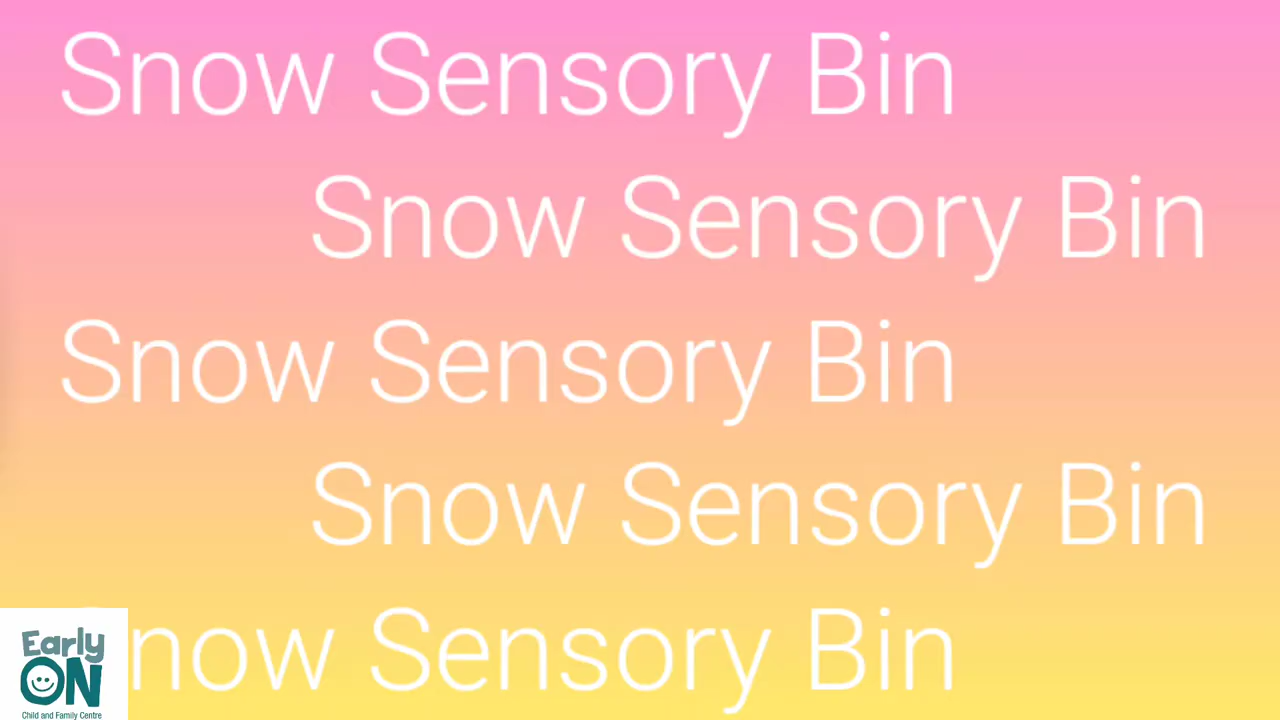 Snow Sensory Bin
Snow Sensory Bin
Snow Sensory Bin
Snow Sensory Bin
now Sensory Bin
Early
ON
Child and Family Centre